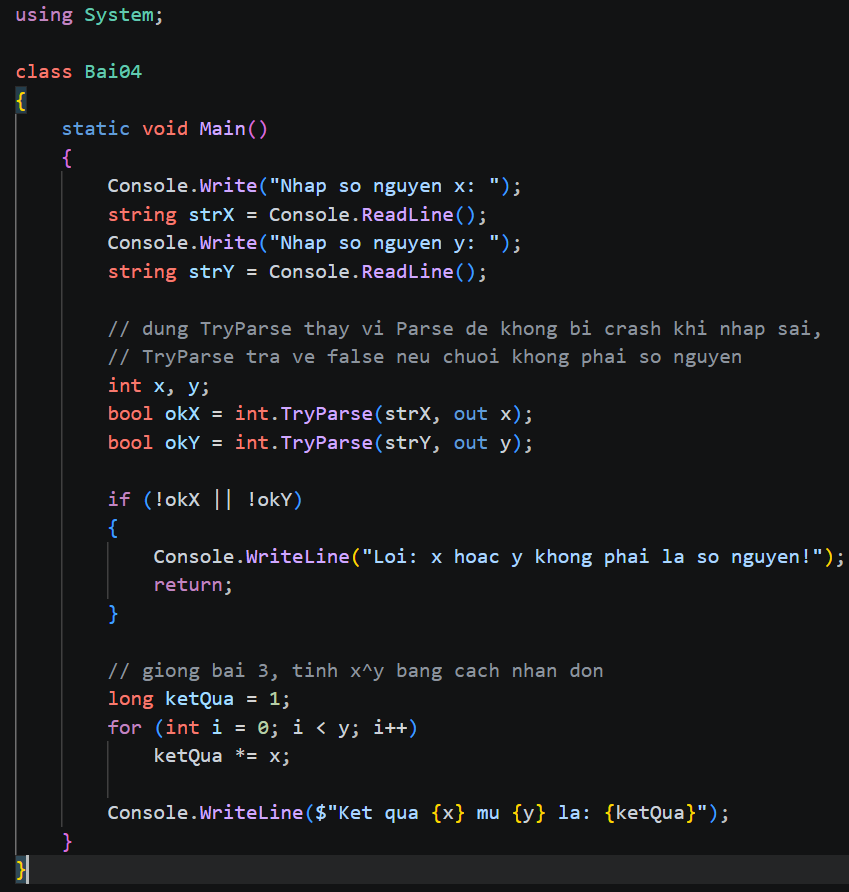 using System;

class Bai04
{
    static void Main()
    {
        Console.Write("Nhap so nguyen x: ");
        string strX = Console.ReadLine();
        Console.Write("Nhap so nguyen y: ");
        string strY = Console.ReadLine();

        // dung TryParse thay vi Parse de khong bi crash khi nhap sai,
        // TryParse tra ve false neu chuoi khong phai so nguyen
        int x, y;
        bool okX = int.TryParse(strX, out x);
        bool okY = int.TryParse(strY, out y);

        if (!okX || !okY)
        {
            Console.WriteLine("Loi: x hoac y khong phai la so nguyen!");
            return;
        }

        // giong bai 3, tinh x^y bang cach nhan don
        long ketQua = 1;
        for (int i = 0; i < y; i++)
            ketQua *= x;

        Console.WriteLine($"Ket qua {x} mu {y} la: {ketQua}");
    }
}